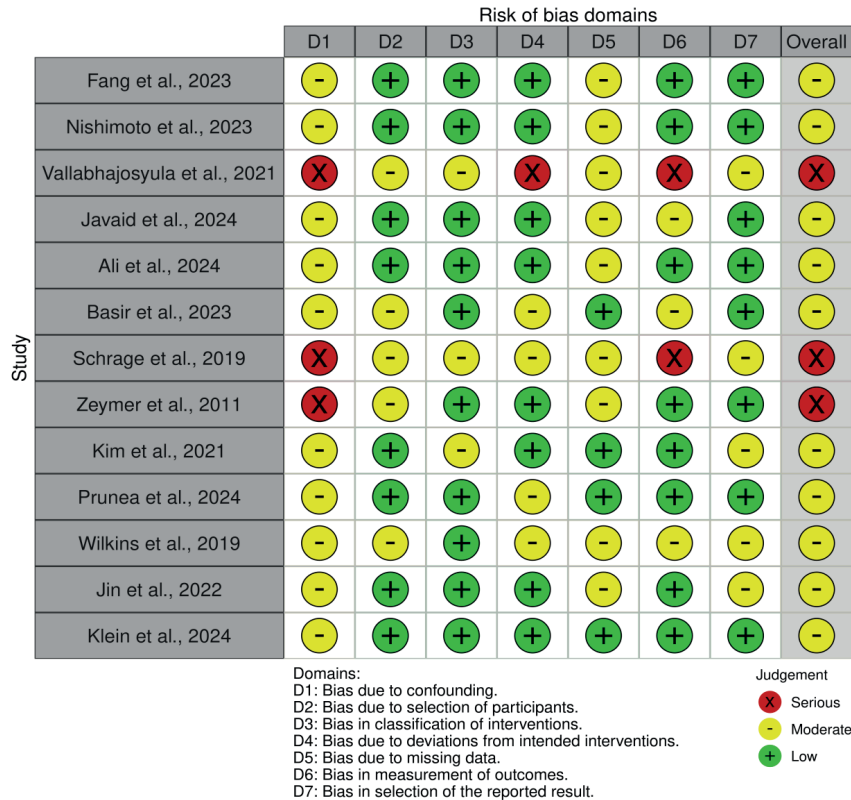 Risk of bias domains
D1 D2 D3 D4 D5 D6 D7 Overall
Study
Fang et al., 2023 - + + + - + + -
Nishimoto et al., 2023 - + + + - + + -
Vallabhajosyula et al., 2021 X - - X - X - X
Javaid et al., 2024 - + + + - - + -
Ali et al., 2024 - + + + - + + -
Basir et al., 2023 - - + - + - + -
Schrage et al., 2019 X - - - - X - X
Zeymer et al., 2011 X - + + - + + X
Kim et al., 2021 - + - + + + - -
Prunea et al., 2024 - + + - + + + -
Wilkins et al., 2019 - - + - - - - -
Jin et al., 2022 - + + + - + - -
Klein et al., 2024 - + + + + + + -
Domains:
D1: Bias due to confounding.
D2: Bias due to selection of participants.
D3: Bias in classification of interventions.
D4: Bias due to deviations from intended interventions.
D5: Bias due to missing data.
D6: Bias in measurement of outcomes.
D7: Bias in selection of the reported result.
Judgement
X Serious
- Moderate
+ Low